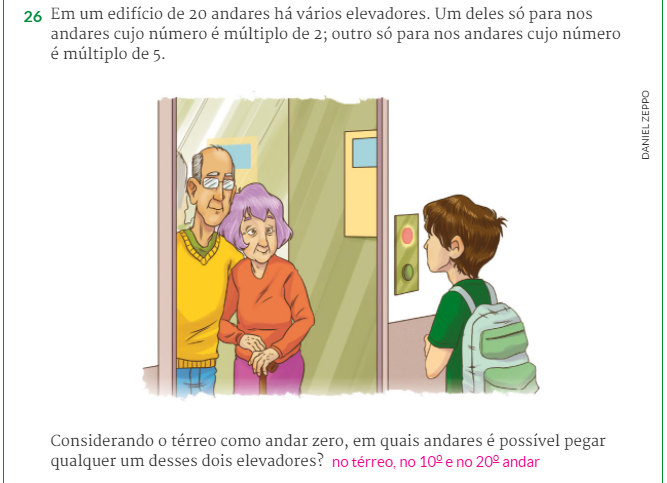 26 Em um edifício de 20 andares há vários elevadores. Um deles só para nos
andares cujo número é múltiplo de 2; outro só para nos andares cujo número
é múltiplo de 5.
DANIEL ZEPPO
Considerando o térreo como andar zero, em quais andares é possível pegar
qualquer um desses dois elevadores? no térreo, no 10º e no 20º andar